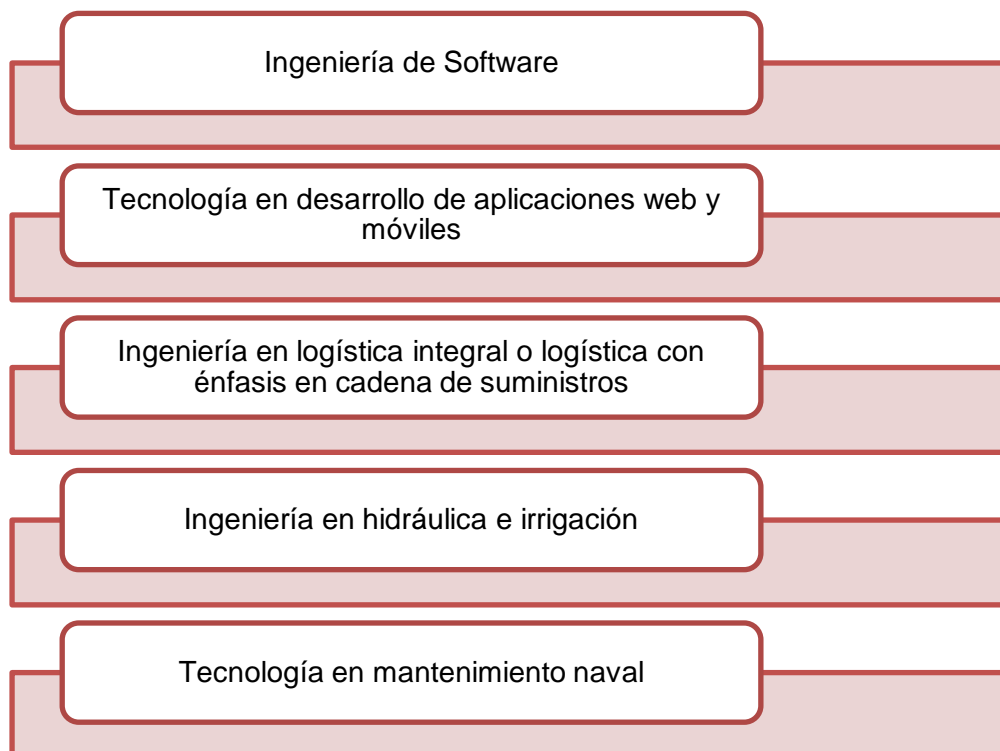 Ingeniería de Software
Tecnología en desarrollo de aplicaciones web y
móviles
Ingeniería en logística integral o logística con
énfasis en cadena de suministros
Ingeniería en hidráulica e irrigación
Tecnología en mantenimiento naval